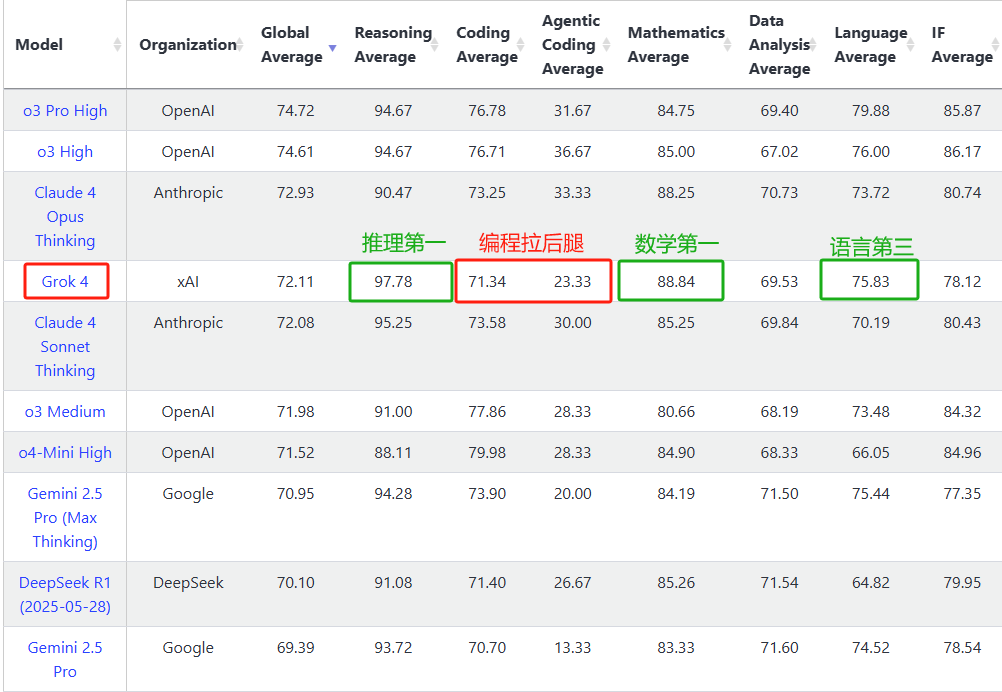 Model Organization Global Average Reasoning Average Coding Average Agentic Coding Average Mathematics Average Data Analysis Average Language Average IF Average
o3 Pro High OpenAI 74.72 94.67 76.78 31.67 84.75 69.40 79.88 85.87
o3 High OpenAI 74.61 94.67 76.71 36.67 85.00 67.02 76.00 86.17
Claude 4 Opus Thinking Anthropic 72.93 90.47 73.25 33.33 88.25 70.73 73.72 80.74
推理第一 编程拉后腿 数学第一 语言第三
Grok 4 xAI 72.11 97.78 71.34 23.33 88.84 69.53 75.83 78.12
Claude 4 Sonnet Thinking Anthropic 72.08 95.25 73.58 30.00 85.25 69.84 70.19 80.43
o3 Medium OpenAI 71.98 91.00 77.86 28.33 80.66 68.19 73.48 84.32
o4-Mini High OpenAI 71.52 88.11 79.98 28.33 84.90 68.33 66.05 84.96
Gemini 2.5 Pro (Max Thinking) Google 70.95 94.28 73.90 20.00 84.19 71.50 75.44 77.35
DeepSeek R1 (2025-05-28) DeepSeek 70.10 91.08 71.40 26.67 85.26 71.54 64.82 79.95
Gemini 2.5 Pro Google 69.39 93.72 70.70 13.33 83.33 71.60 74.52 78.54